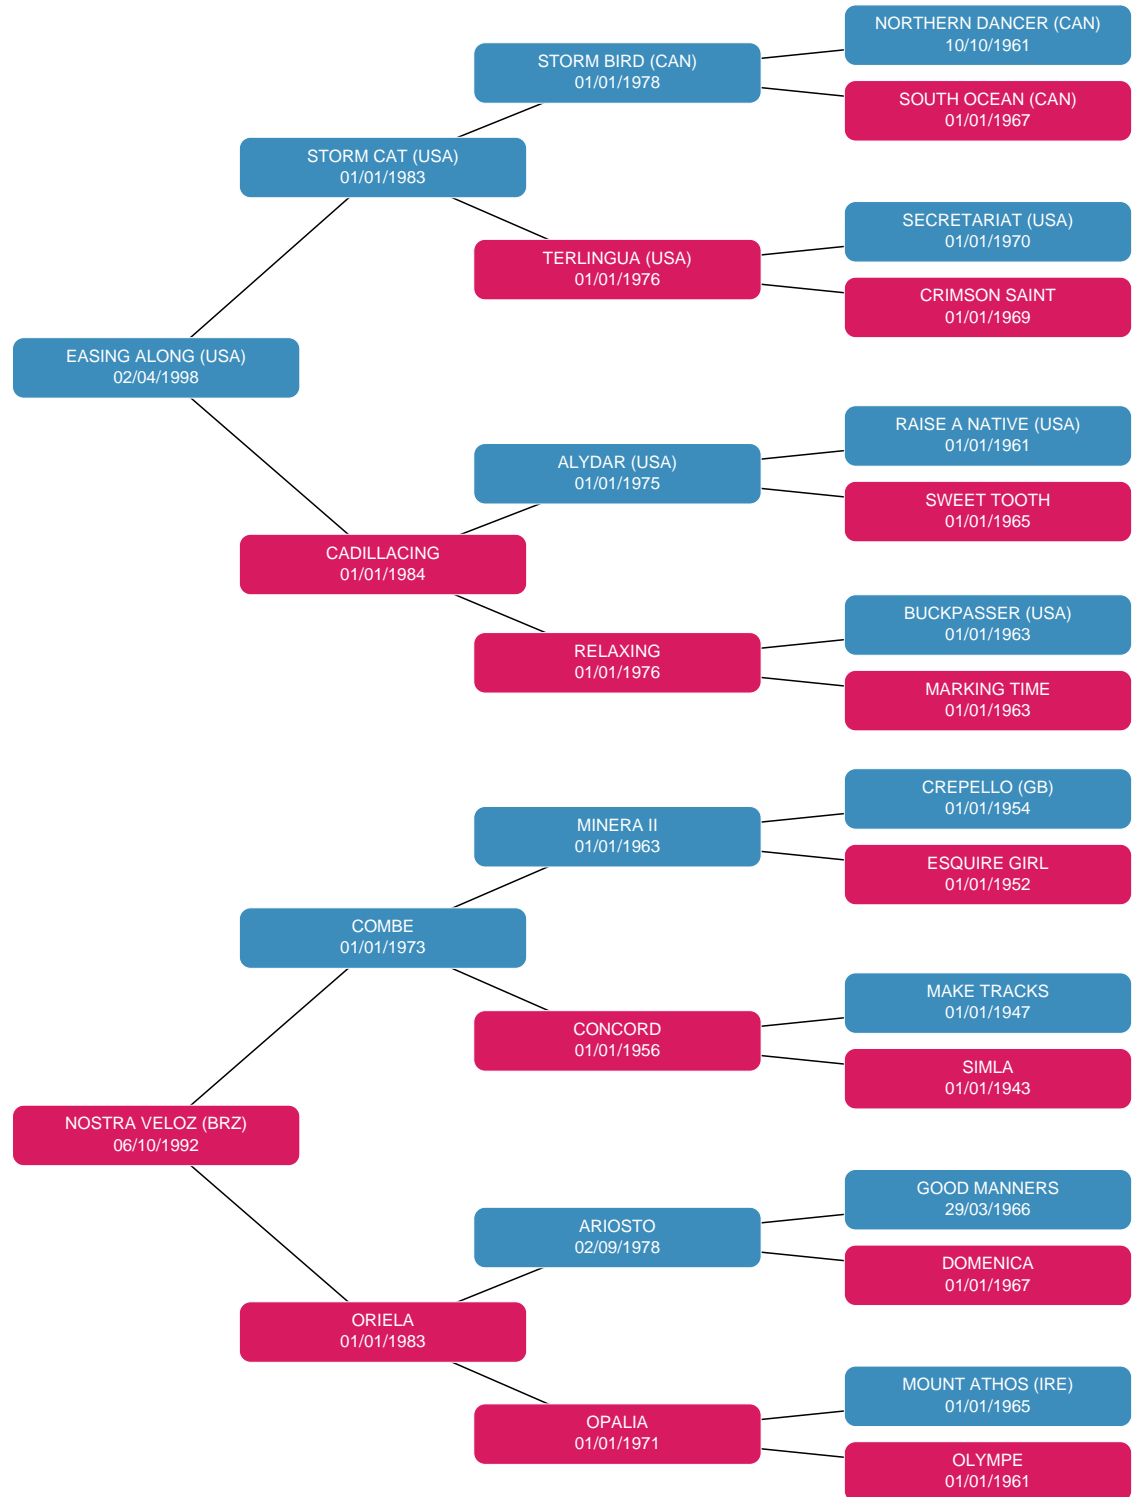 NORTHERN DANCER (CAN)
10/10/1961
STORM BIRD (CAN)
01/01/1978
SOUTH OCEAN (CAN)
01/01/1967
STORM CAT (USA)
01/01/1983
SECRETARIAT (USA)
01/01/1970
TERLINGUA (USA)
01/01/1976
CRIMSON SAINT
01/01/1969
EASING ALONG (USA)
02/04/1998
RAISE A NATIVE (USA)
01/01/1961
ALYDAR (USA)
01/01/1975
SWEET TOOTH
01/01/1965
CADILLACING
01/01/1984
BUCKPASSER (USA)
01/01/1963
RELAXING
01/01/1976
MARKING TIME
01/01/1963
CREPELLO (GB)
01/01/1954
MINERA II
01/01/1963
ESQUIRE GIRL
01/01/1952
COMBE
01/01/1973
MAKE TRACKS
01/01/1947
CONCORD
01/01/1956
SIMLA
01/01/1943
NOSTRA VELOZ (BRZ)
06/10/1992
GOOD MANNERS
29/03/1966
ARIOSTO
02/09/1978
DOMENICA
01/01/1967
ORIELA
01/01/1983
MOUNT ATHOS (IRE)
01/01/1965
OPALIA
01/01/1971
OLYMPE
01/01/1961